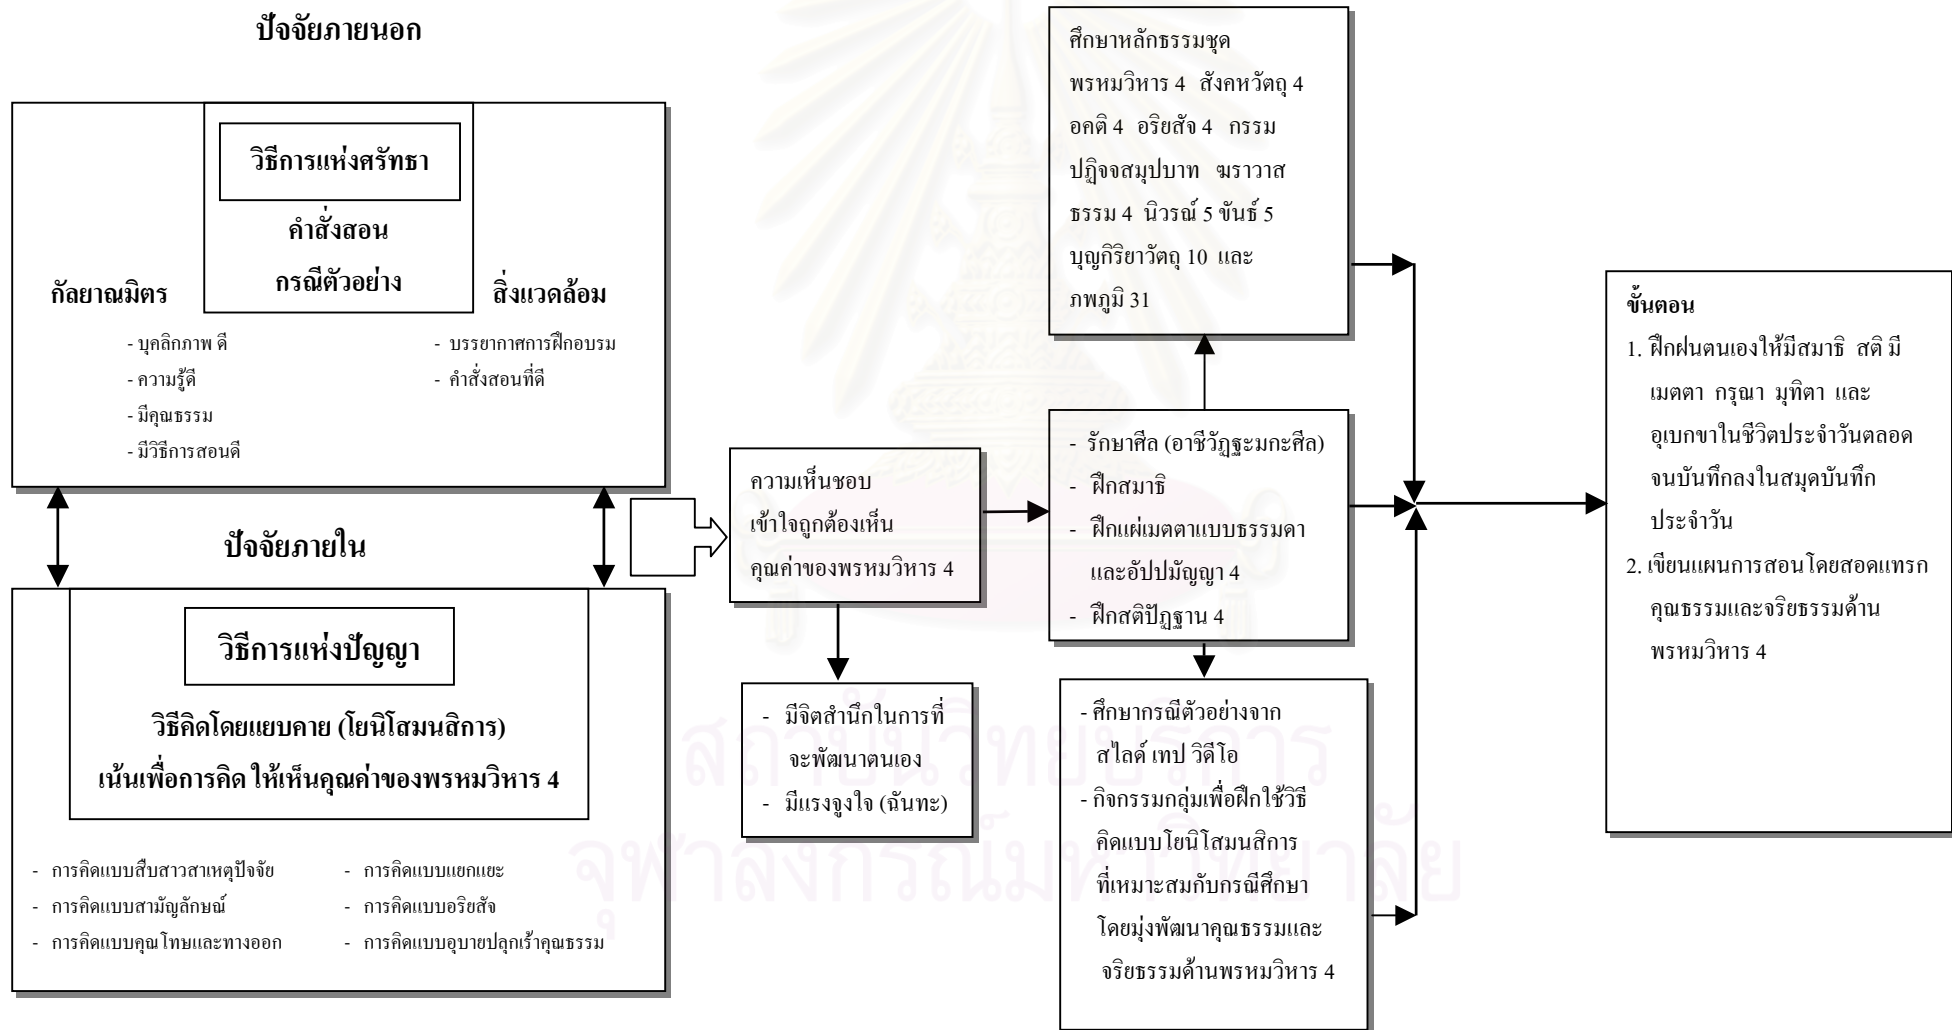 ปัจจัยภายนอก
วิธีการแห่งศรัทธา
คำสั่งสอน
กรณีตัวอย่าง
กัลยาณมิตร
- บุคลิกภาพ ดี
- ความรู้ดี
- มีคุณธรรม
- มีวิธีการสอนดี
สิ่งแวดล้อม
- บรรยากาศการฝึกอบรม
- คำสั่งสอนที่ดี
ปัจจัยภายใน
วิธีการแห่งปัญญา
วิธีคิดโดยแยบคาย (โยนิโสมนสิการ)
เน้นเพื่อการคิด ให้เห็นคุณค่าของพรหมวิหาร 4
- การคิดแบบสืบสาวสาเหตุปัจจัย
- การคิดแบบสามัญลักษณ์
- การคิดแบบคุณโทษและทางออก
- การคิดแบบแยกแยะ
- การคิดแบบอริยสัจ
- การคิดแบบอุบายปลุกเร้าคุณธรรม
ความเห็นชอบ
เข้าใจถูกต้องเห็น
คุณค่าของพรหมวิหาร 4
- มีจิตสำนึกในการที่
จะพัฒนาตนเอง
- มีแรงจูงใจ (ฉันทะ)
ศึกษาหลักธรรมชุด
พรหมวิหาร 4 สังคหวัตถุ 4
อคติ 4 อริยสัจ 4 กรรม
ปฏิจจสมุปบาท ฆราวาส
ธรรม 4 นิวรณ์ 5 ขันธ์ 5
บุญกิริยาวัตถุ 10 และ
ภพภูมิ 31
- รักษาศีล (อาชีวัฏฐะมกะศีล)
- ฝึกสมาธิ
- ฝึกแผ่เมตตาแบบธรรมดา
และอัปปมัญญา 4
- ฝึกสติปัฏฐาน 4
- ศึกษากรณีตัวอย่างจาก
สไลด์ เทป วิดีโอ
- กิจกรรมกลุ่มเพื่อฝึกใช้วิธี
คิดแบบโยนิโสมนสิการ
ที่เหมาะสมกับกรณีศึกษา
โดยมุ่งพัฒนาคุณธรรมและ
จริยธรรมด้านพรหมวิหาร 4
ขั้นตอน
1. ฝึกฝนตนเองให้มีสมาธิ สติ มี
เมตตา กรุณา มุทิตา และ
อุเบกขาในชีวิตประจำวันตลอด
จนบันทึกลงในสมุดบันทึก
ประจำวัน
2. เขียนแผนการสอนโดยสอดแทรก
คุณธรรมและจริยธรรมด้าน
พรหมวิหาร 4
สถาบันวิทยบริการ
จุฬาลงกรณ์มหาวิทยาลัย